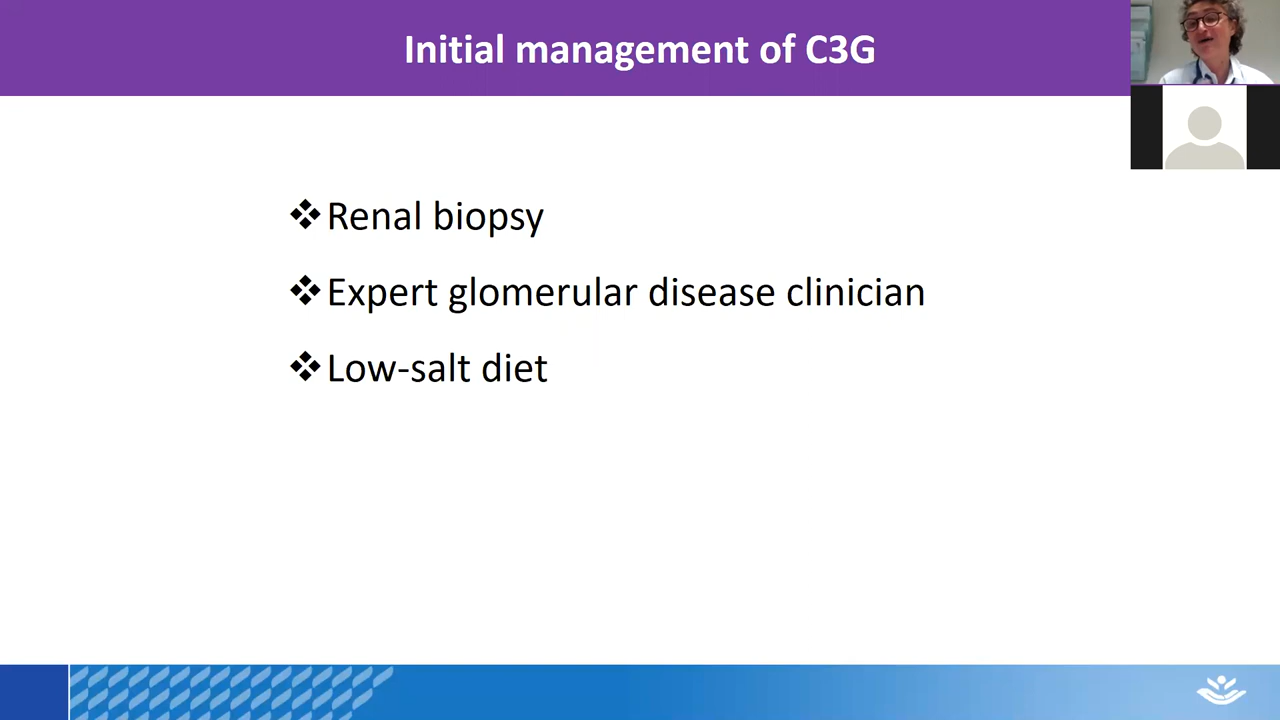 Initial management of C3G
❖Renal biopsy
❖Expert glomerular disease clinician
❖Low-salt diet